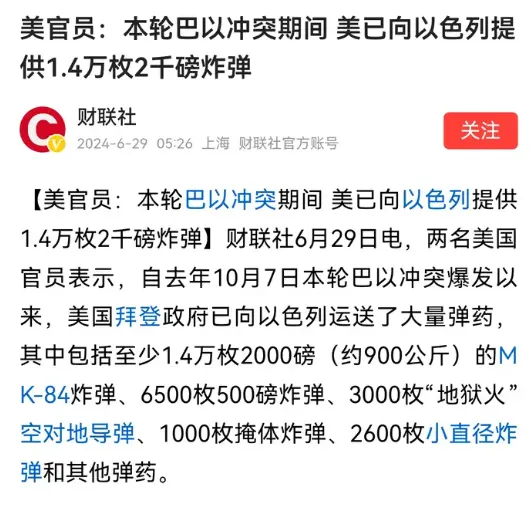 美官员：本轮巴以冲突期间 美已向以色列提
供1.4万枚2千磅炸弹
财联社
2024-6-29 05:26 上海 财联社官方账号
关注
【美官员：本轮巴以冲突期间 美已向以色列提供
1.4万枚2千磅炸弹】财联社6月29日电，两名美国
官员表示，自去年10月7日本轮巴以冲突爆发以
来，美国拜登政府已向以色列运送了大量弹药，
其中包括至少1.4万枚2000磅（约900公斤）的M
K-84炸弹、6500枚500磅炸弹、3000枚“地狱火”
空对地导弹、1000枚掩体炸弹、2600枚小直径炸
弹和其他弹药。